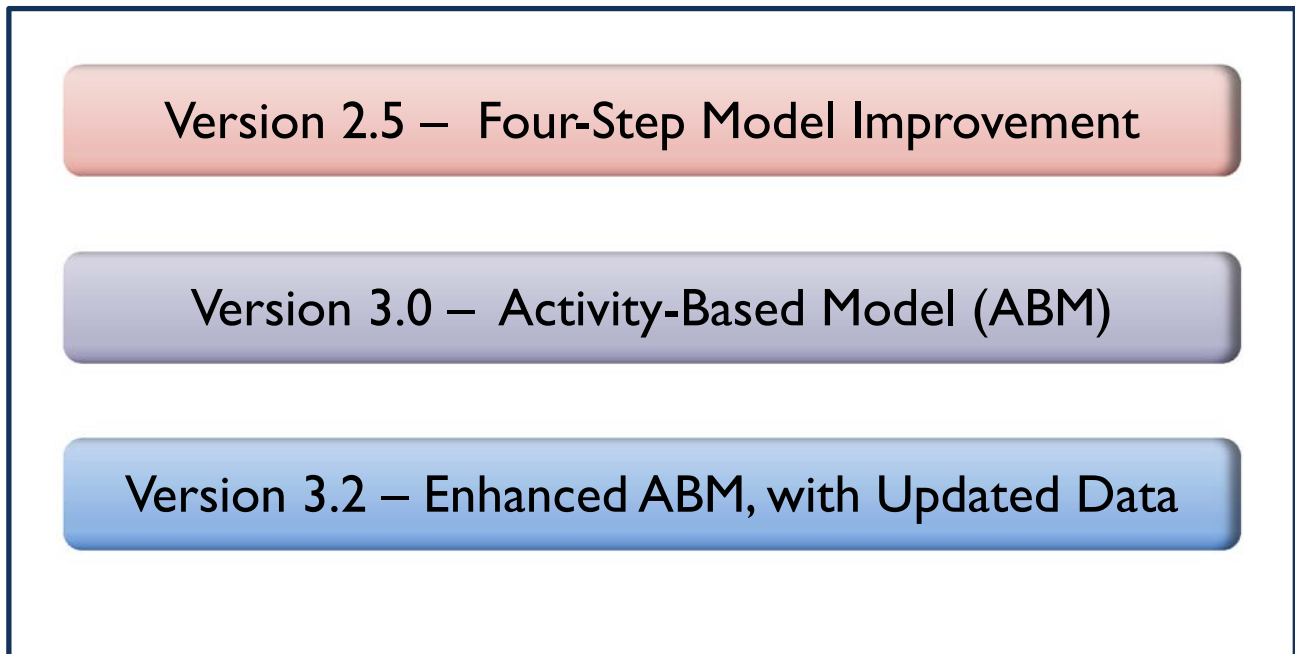 Version 2.5 – Four-Step Model Improvement
Version 3.0 – Activity-Based Model (ABM)
Version 3.2 – Enhanced ABM, with Updated Data